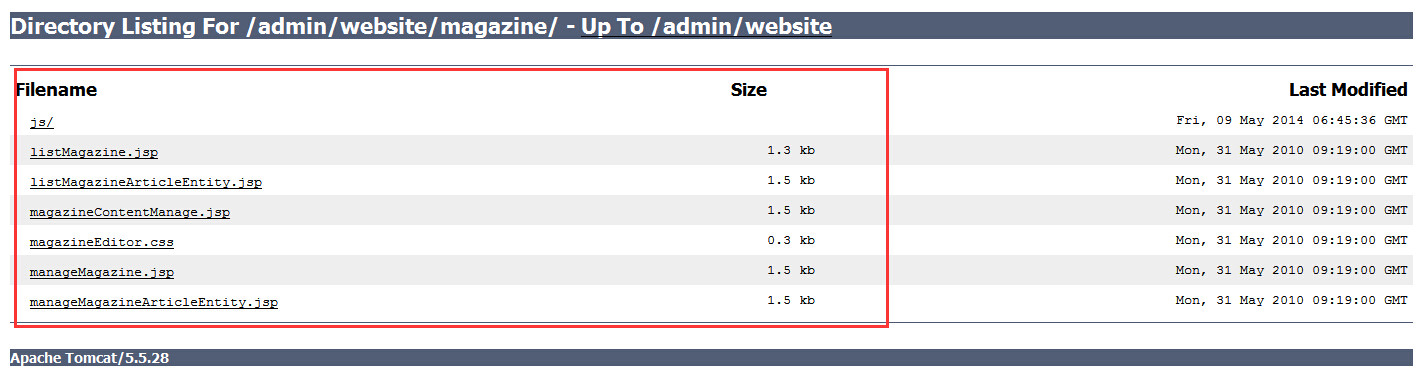 Directory Listing For /admin/website/magazine/ - Up To /admin/website
Filename Size Last Modified
js/ Fri, 09 May 2014 06:45:36 GMT
listMagazine.jsp 1.3 kb Mon, 31 May 2010 09:19:00 GMT
listMagazineArticleEntity.jsp 1.5 kb Mon, 31 May 2010 09:19:00 GMT
magazineContentManage.jsp 1.5 kb Mon, 31 May 2010 09:19:00 GMT
magazineEditor.css 0.3 kb Mon, 31 May 2010 09:19:00 GMT
manageMagazine.jsp 1.5 kb Mon, 31 May 2010 09:19:00 GMT
manageMagazineArticleEntity.jsp 1.5 kb Mon, 31 May 2010 09:19:00 GMT
Apache Tomcat/5.5.28